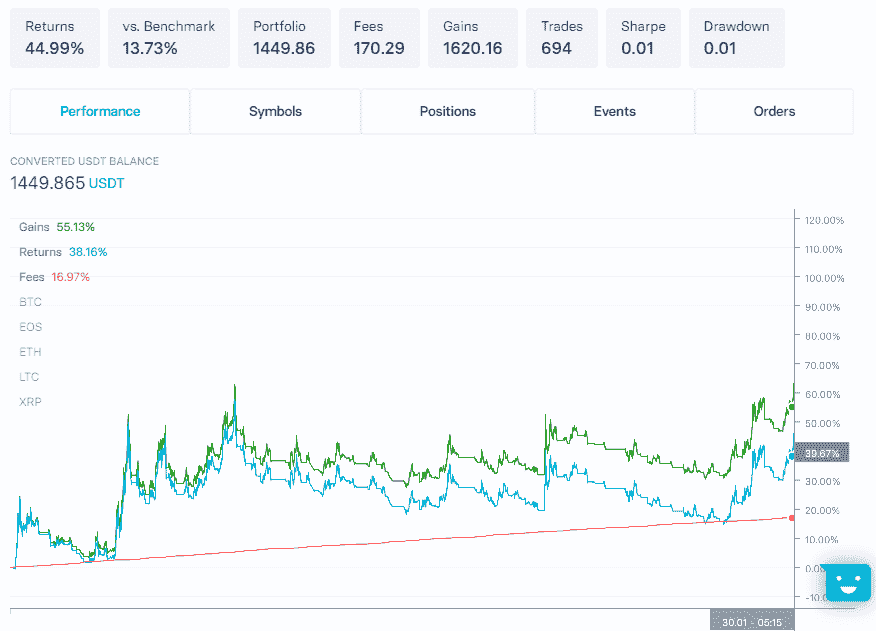 Returns vs. Benchmark Portfolio Fees Gains Trades Sharpe Drawdown
44.99% 13.73% 1449.86 170.29 1620.16 694 0.01 0.01
Performance Symbols Positions Events Orders
CONVERTED USDT BALANCE
1449.865 USDT
Gains 55.13%
Returns 38.16%
Fees 16.97%
BTC
EOS
ETH
LTC
XRP
120.00%
110.00%
100.00%
90.00%
80.00%
70.00%
60.00%
50.00%
39.67%
30.00%
20.00%
10.00%
0.00
-10.0
30.01 - 05:15